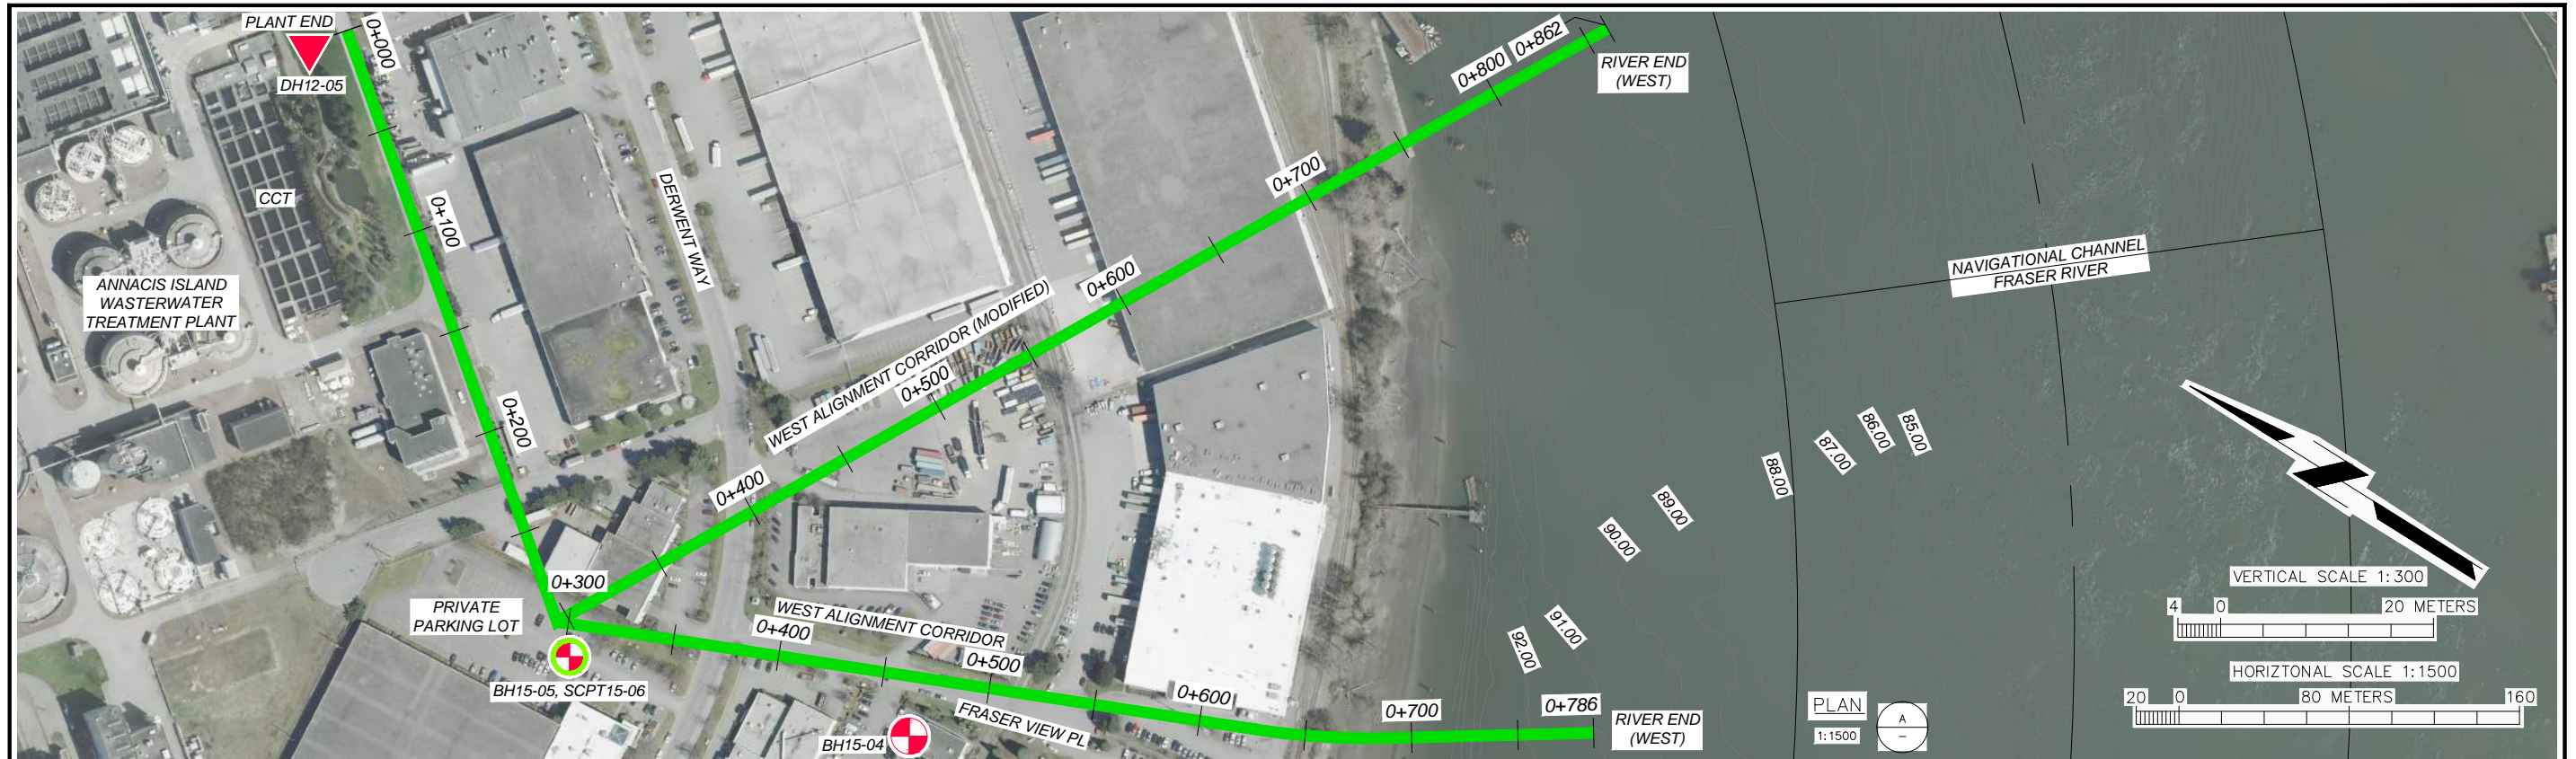 PLANT END
DH12-05
0+000
0+100
0+200
0+300
CCT
ANNACIS ISLAND
WASTERWATER
TREATMENT PLANT
DERWENT WAY
WEST ALIGNMENT CORRIDOR (MODIFIED)
0+400
0+500
0+600
0+700
0+800
0+862
RIVER END
(WEST)
PRIVATE
PARKING LOT
BH15-05, SCPT15-06
WEST ALIGNMENT CORRIDOR
0+400
0+500
0+600
0+700
0+786
RIVER END
(WEST)
FRASER VIEW PL
BH15-04
NAVIGATIONAL CHANNEL
FRASER RIVER
85.00
86.00
87.00
88.00
89.00
90.00
91.00
92.00
PLAN
1:1500
A
–
VERTICAL SCALE 1:300
4 0 20 METERS
HORIZTONAL SCALE 1:1500
20 0 80 METERS 160